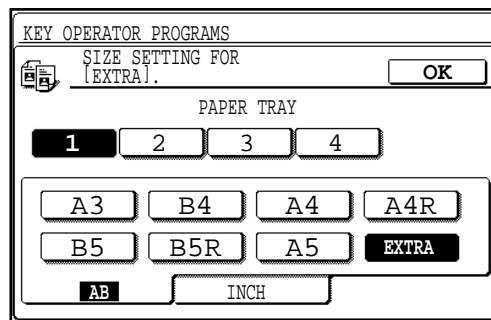 KEY OPERATOR PROGRAMS
SIZE SETTING FOR
[EXTRA].
OK
PAPER TRAY
1 2 3 4
A3 B4 A4 A4R
B5 B5R A5 EXTRA
AB INCH